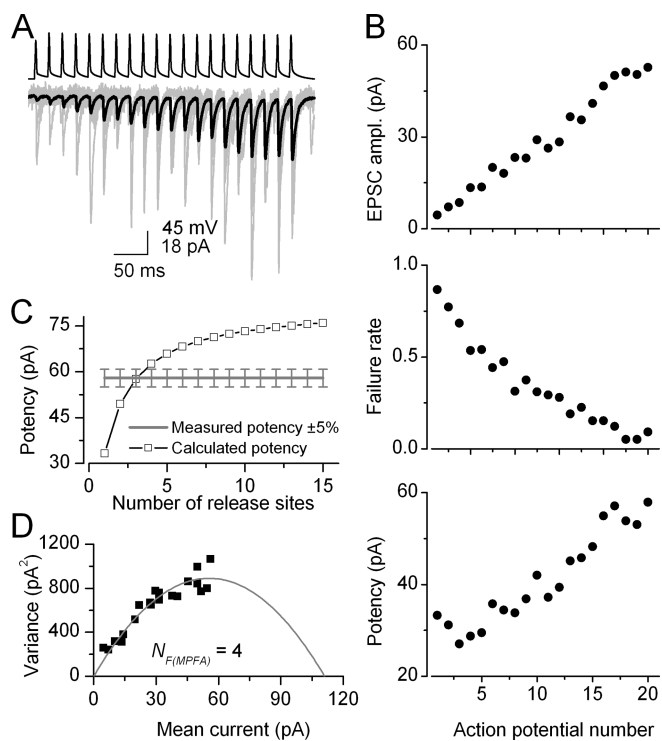 A
45 mV
18 pA
50 ms
B
60
30
0
EPSC ampl. (pA)
1.0
0.5
0.0
Failure rate
60
40
20
Potency (pA)
5 10 15 20
Action potential number
C
75
60
45
30
Potency (pA)
Measured potency ±5%
Calculated potency
0 5 10 15
Number of release sites
D
1200
800
400
0
Variance (pA²)
N_F(MPFA) = 4
0 30 60 90 120
Mean current (pA)